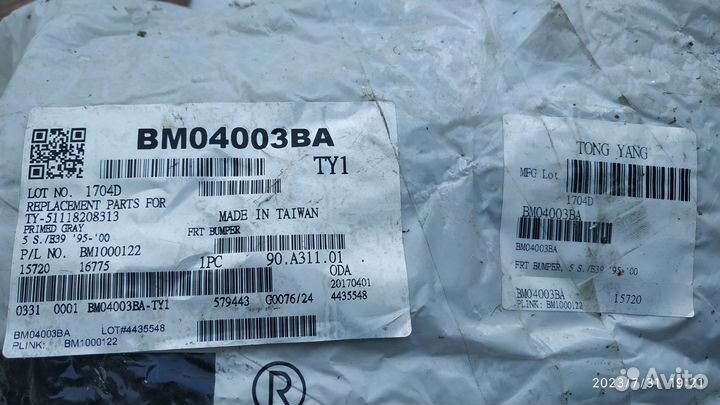 BM04003BA
TY1
LOT NO. 1704D
REPLACEMENT PARTS FOR
TY-51118208313
MADE IN TAIWAN
PRIMED GRAY
5 S./E39 '95-'00
FRT BUMPER
P/L NO. BM1000122
15720 16775
1PC
90.A311.01
ODA
20170401
0331 0001 BM04003BA-TY1
579443
G0076/24
4435548
BM04003BA LOT#4435548
PLINK: BM1000122
TONG YANG
MFG Lot
1704D
BM04003BA
BM04003BA
FRT BUMPER, 5 S./E39 '95-'00
BM04003BA
15720
PLINK: BM1000122
®
2023/7/31 19:21
Avito